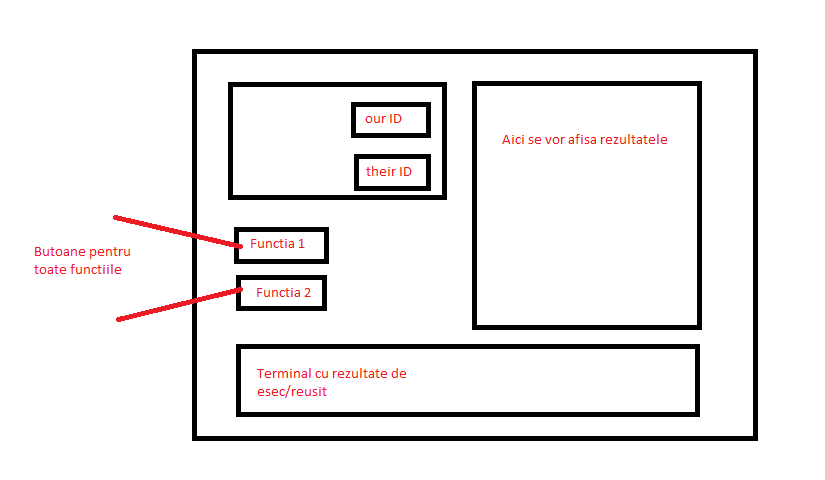 our ID
their ID
Aici se vor afisa rezultatele
Butoane pentru
toate functiile
Functia 1
Functia 2
Terminal cu rezultate de
esec/reusit